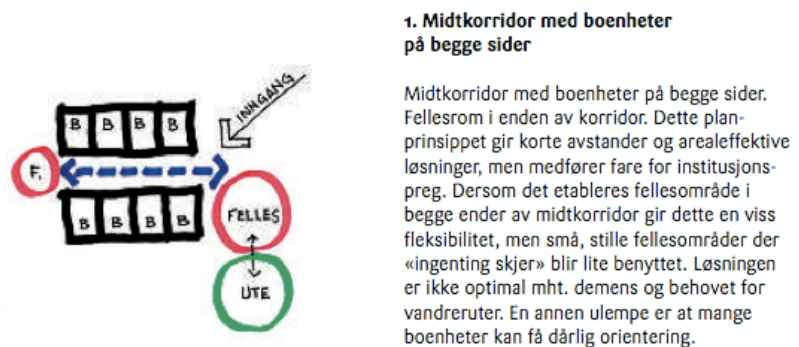 INNGANG
B B B B
F.
B B B B
FELLES
UTE
1. Midtkorridor med boenheter
på begge sider
Midtkorridor med boenheter på begge sider.
Fellesrom i enden av korridor. Dette plan-
prinsippet gir korte avstander og arealeffektive
løsninger, men medfører fare for institusjons-
preg. Dersom det etableres fellesområde i
begge ender av midtkorridor gir dette en viss
fleksibilitet, men små, stille fellesområder der
«ingenting skjer» blir lite benyttet. Løsningen
er ikke optimal mht. demens og behovet for
vandreruter. En annen ulempe er at mange
boenheter kan få dårlig orientering.